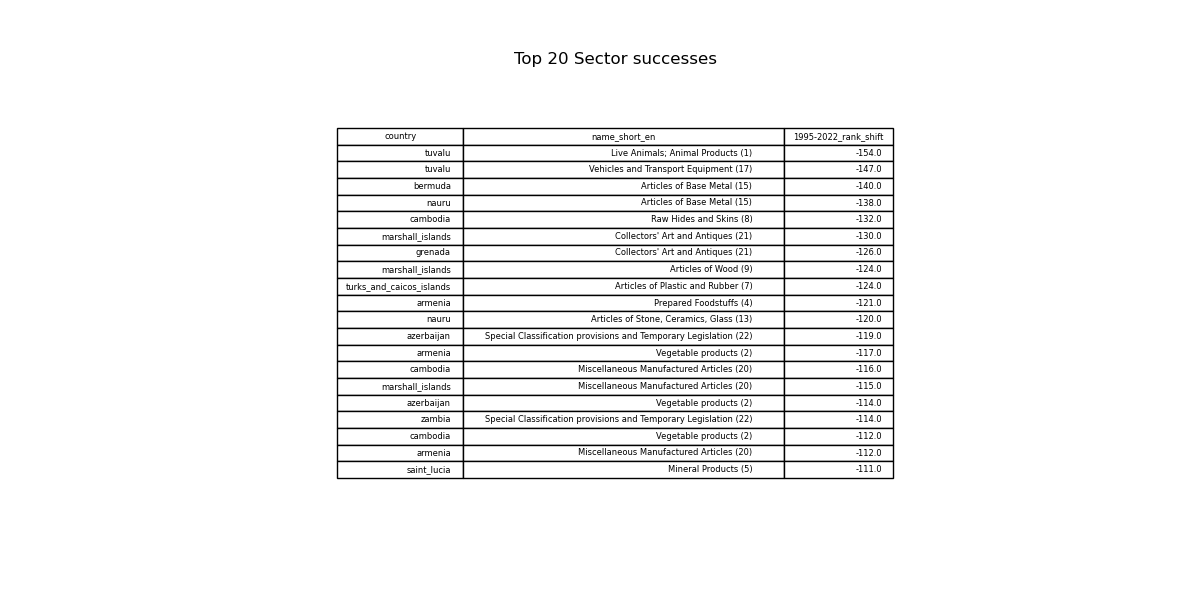 Top 20 Sector successes
country name_short_en 1995-2022_rank_shift
tuvalu Live Animals; Animal Products (1) -154.0
tuvalu Vehicles and Transport Equipment (17) -147.0
bermuda Articles of Base Metal (15) -140.0
nauru Articles of Base Metal (15) -138.0
cambodia Raw Hides and Skins (8) -132.0
marshall_islands Collectors' Art and Antiques (21) -130.0
grenada Collectors' Art and Antiques (21) -126.0
marshall_islands Articles of Wood (9) -124.0
turks_and_caicos_islands Articles of Plastic and Rubber (7) -124.0
armenia Prepared Foodstuffs (4) -121.0
nauru Articles of Stone, Ceramics, Glass (13) -120.0
azerbaijan Special Classification provisions and Temporary Legislation (22) -119.0
armenia Vegetable products (2) -117.0
cambodia Miscellaneous Manufactured Articles (20) -116.0
marshall_islands Miscellaneous Manufactured Articles (20) -115.0
azerbaijan Vegetable products (2) -114.0
zambia Special Classification provisions and Temporary Legislation (22) -114.0
cambodia Vegetable products (2) -112.0
armenia Miscellaneous Manufactured Articles (20) -112.0
saint_lucia Mineral Products (5) -111.0